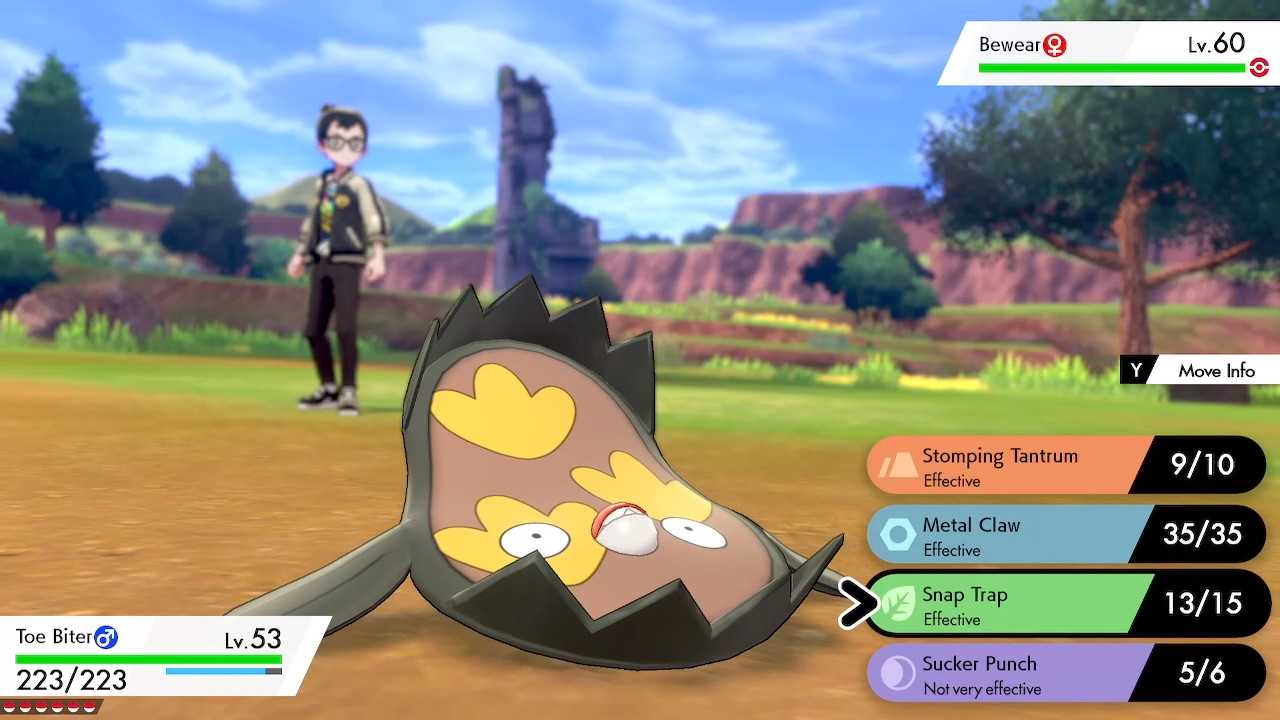 Bewear♀ Lv.60
Y Move Info
Stomping Tantrum
Effective
9/10
Metal Claw
Effective
35/35
Snap Trap
Effective
13/15
Sucker Punch
Not very effective
5/6
Toe Biter♂ Lv.53
223/223